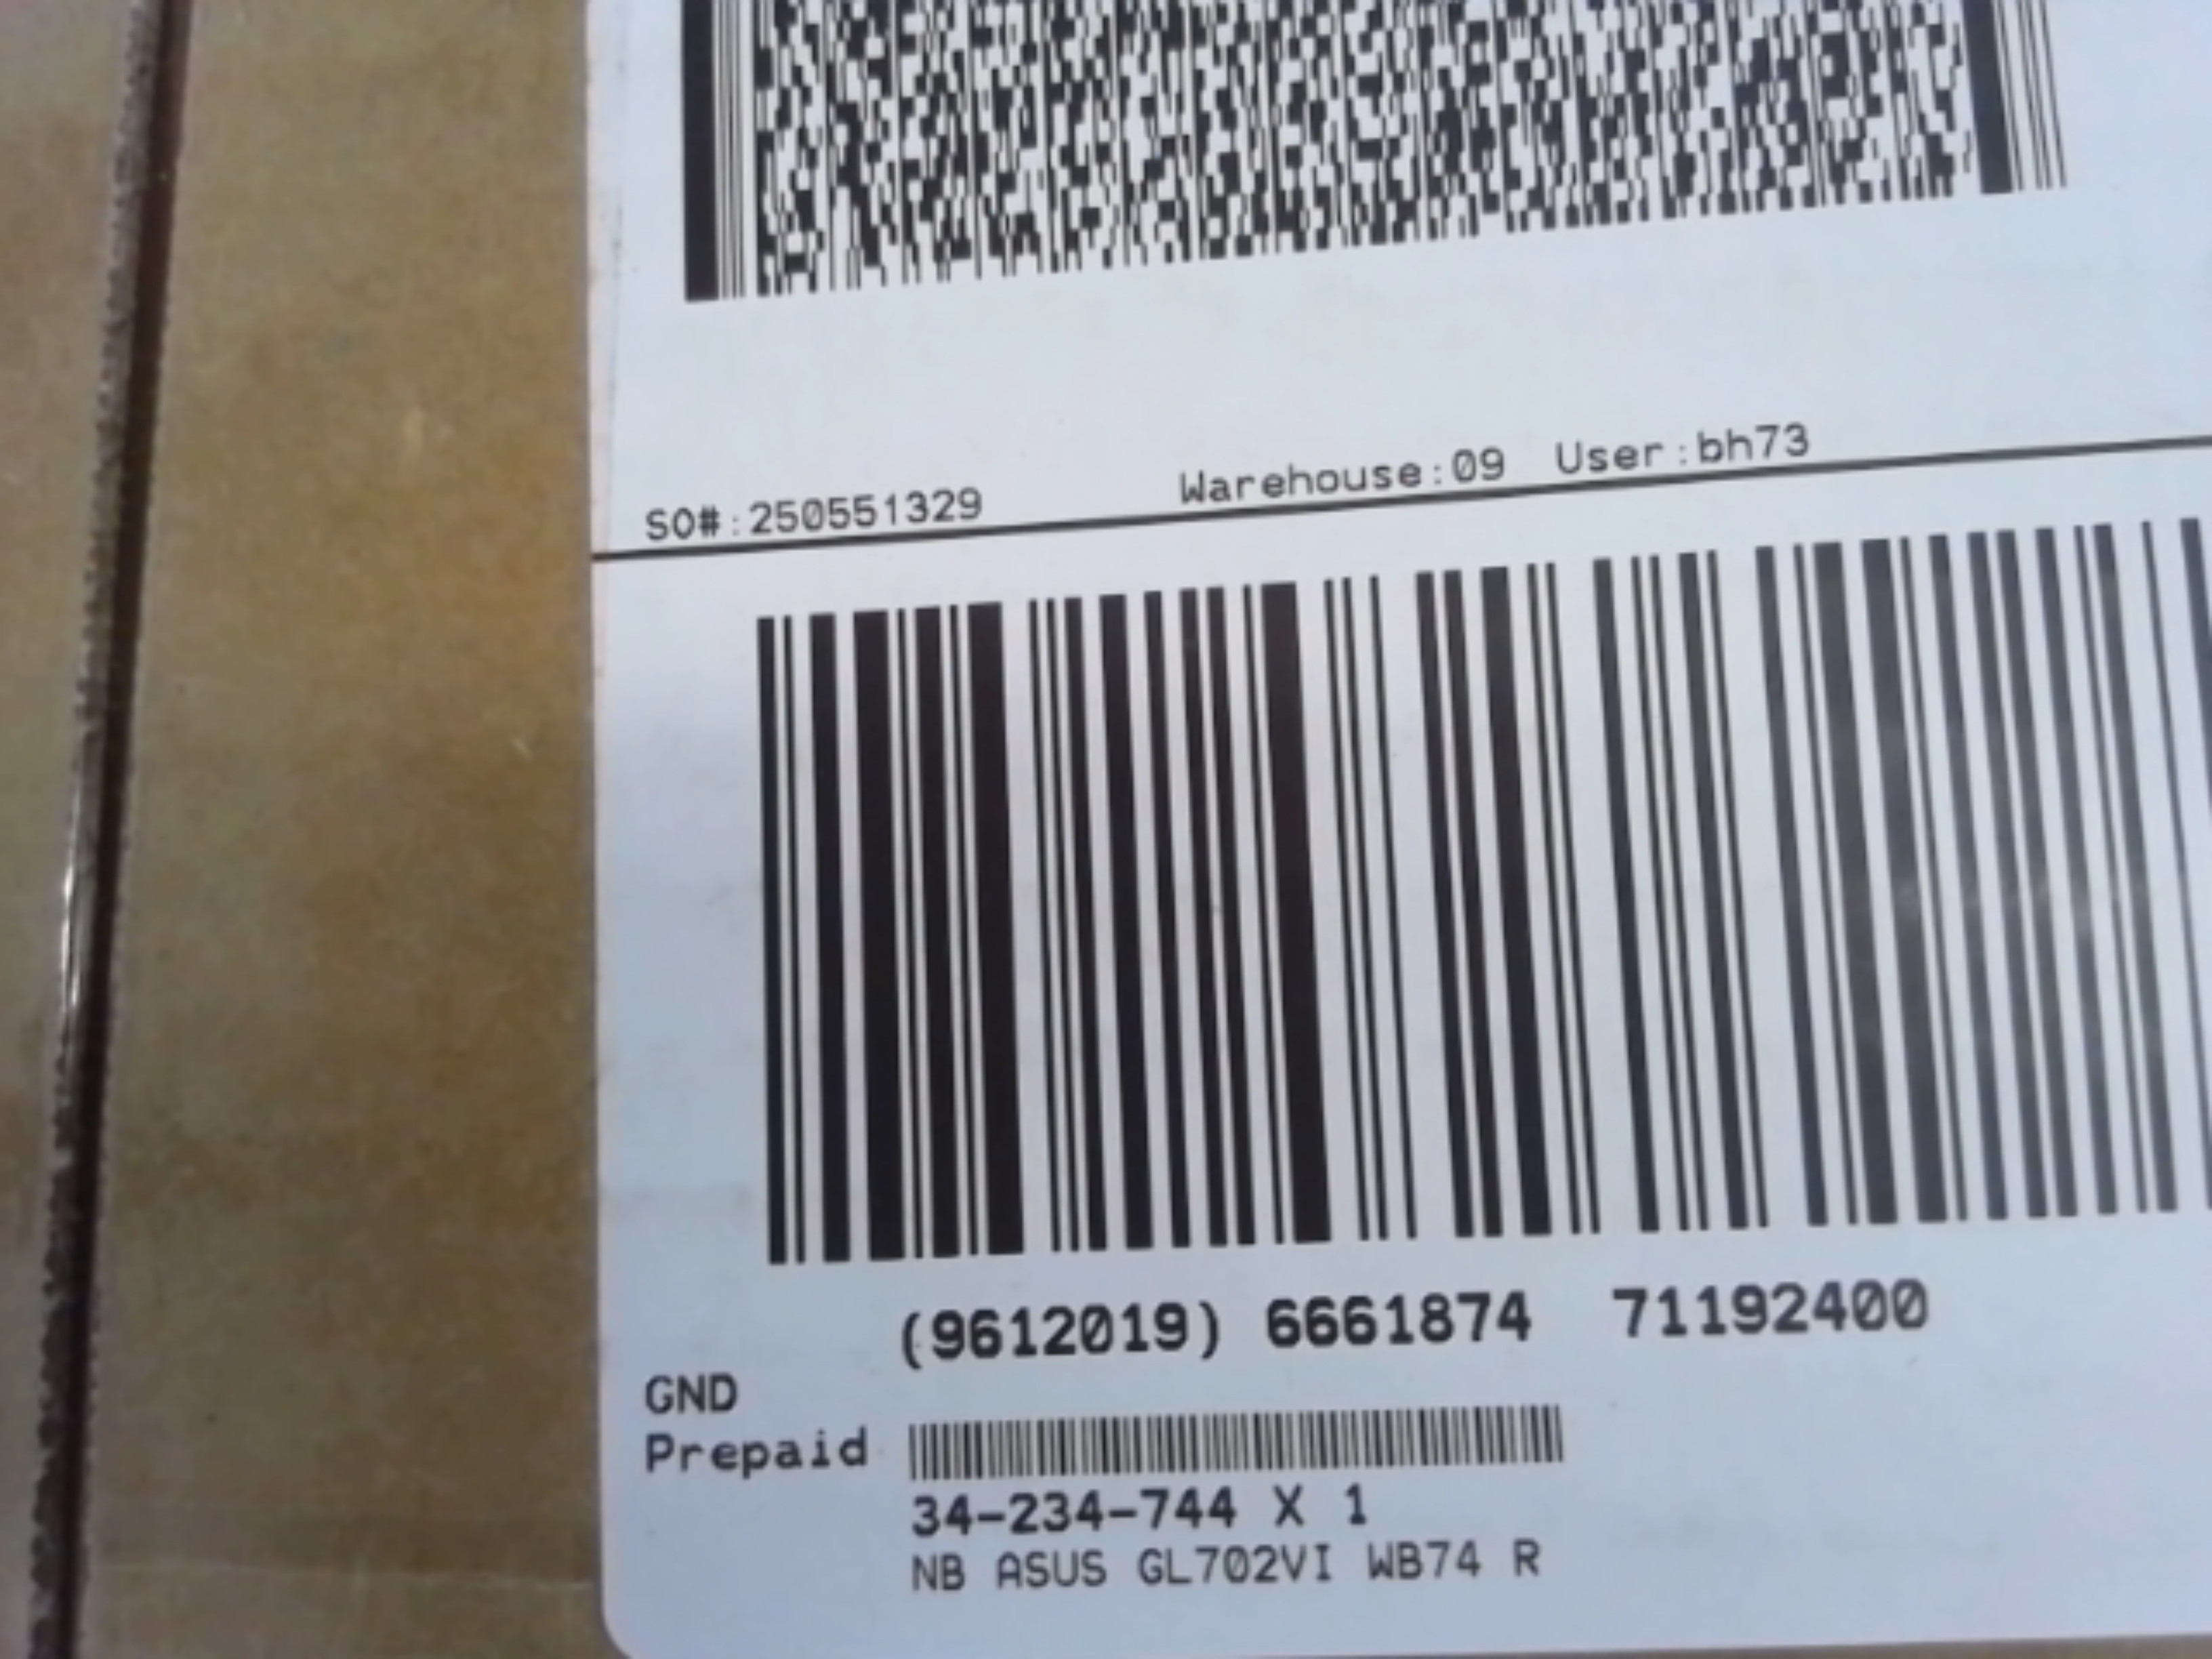 SO#:250551329 Warehouse:09 User:bh73
(9612019) 6661874 71192400
GND
Prepaid
34-234-744 X 1
NB ASUS GL702VI WB74 R